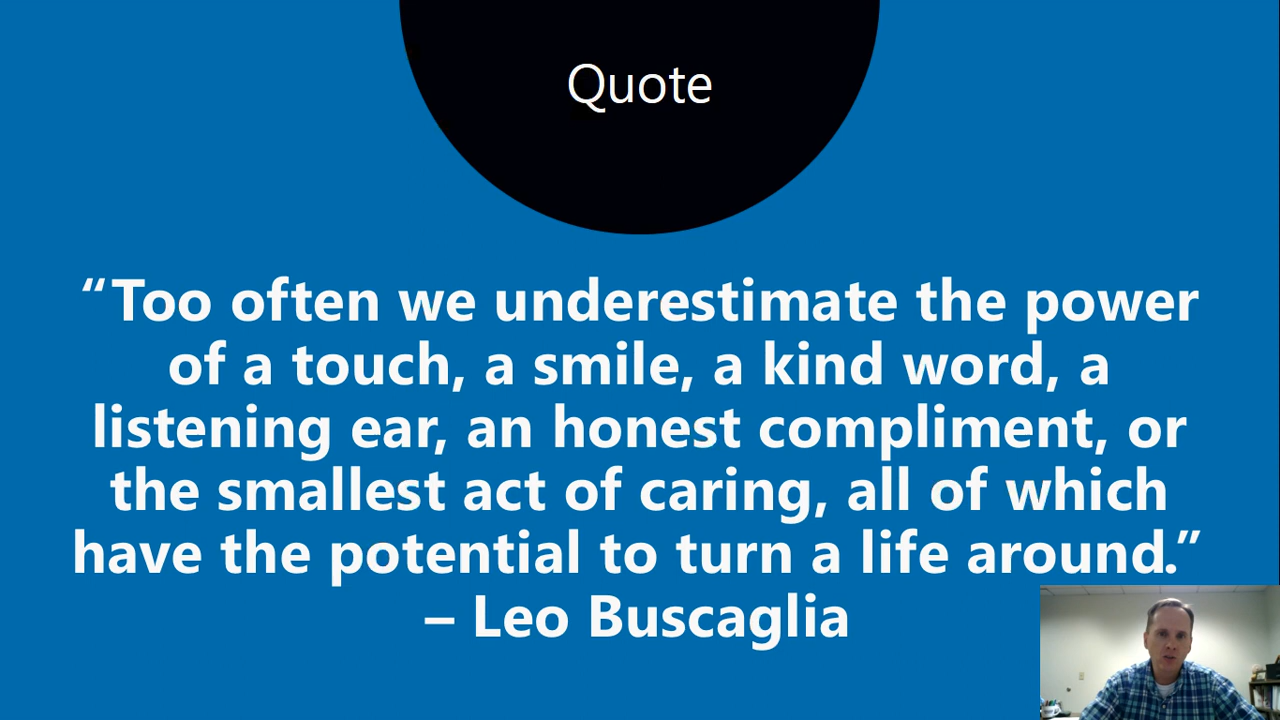 Quote
“Too often we underestimate the power
of a touch, a smile, a kind word, a
listening ear, an honest compliment, or
the smallest act of caring, all of which
have the potential to turn a life around.”
– Leo Buscaglia